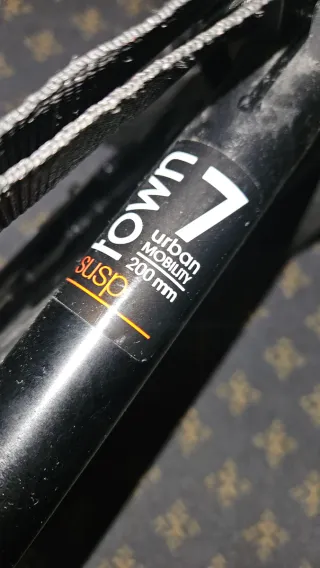 town
7
urban
MOBILITY
200 mm
susp